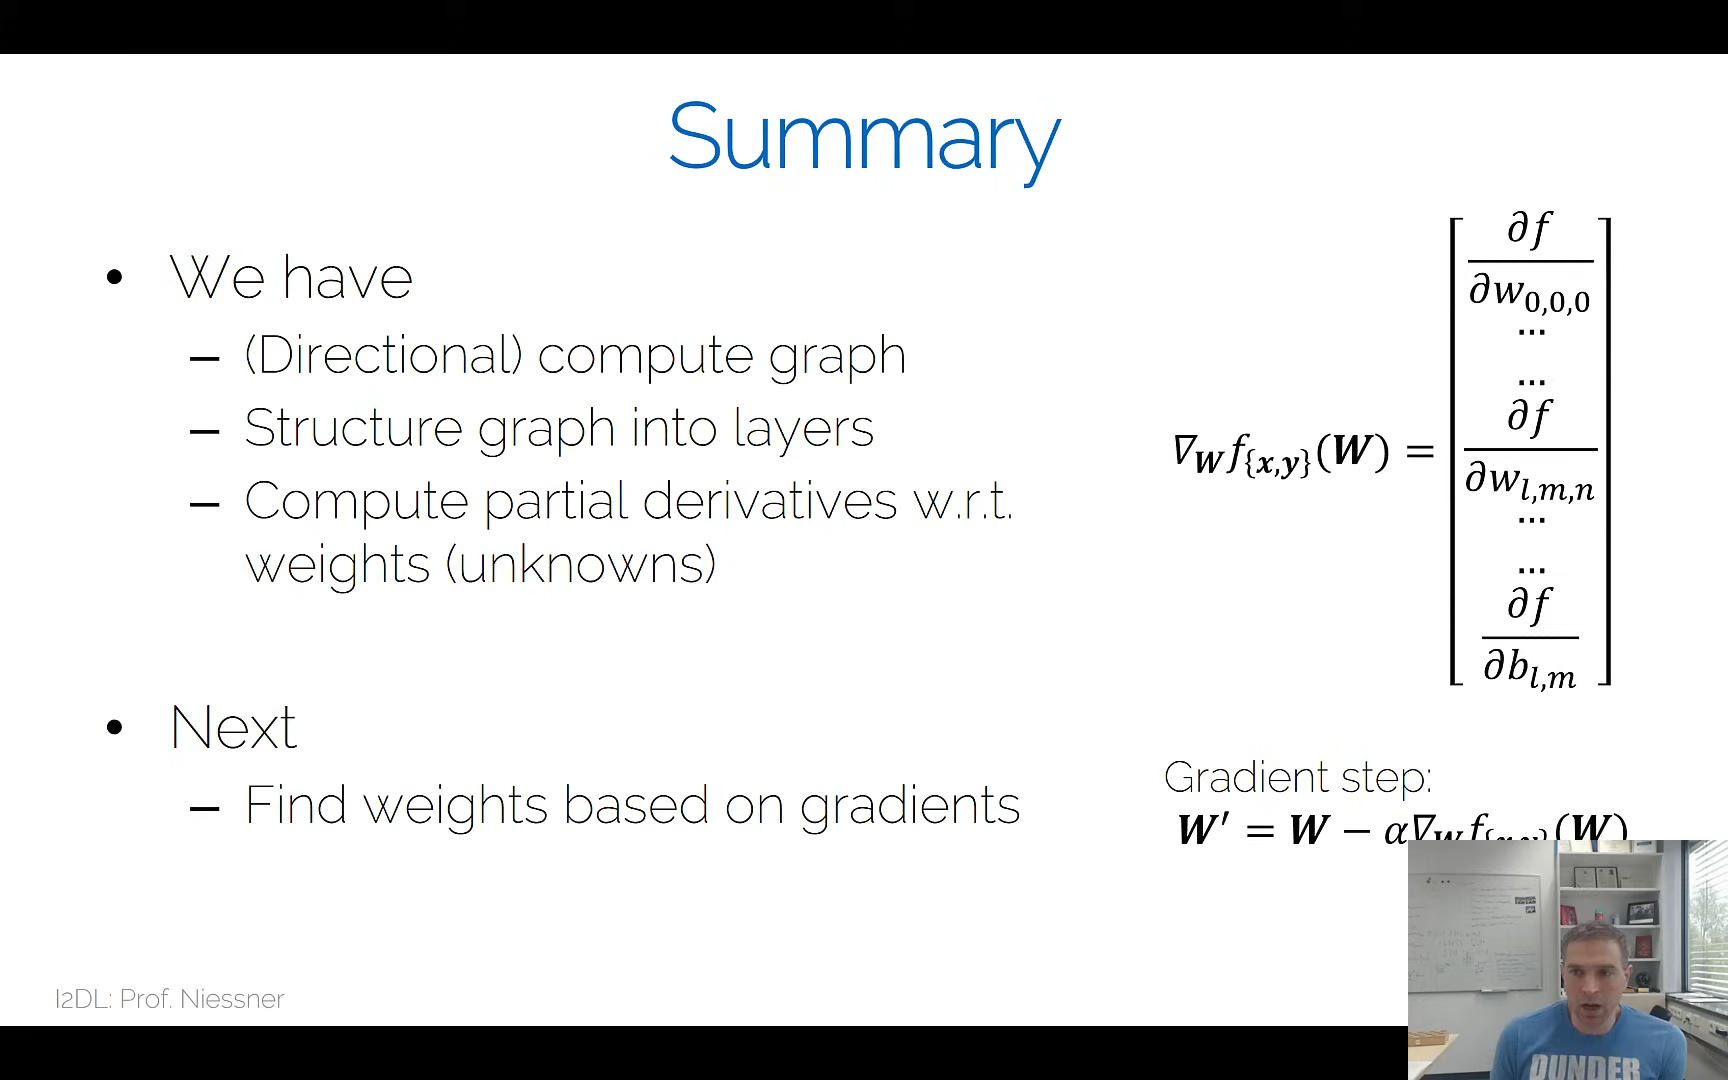 Summary
• We have
– (Directional) compute graph
– Structure graph into layers
– Compute partial derivatives w.r.t.
weights (unknowns)
• Next
– Find weights based on gradients
∂f
∂w0,0,0
...
...
∂f
∇W f{x,y}(W) =
∂wl,m,n
...
...
∂f
∂bl,m
Gradient step:
W′ = W − α∇W f{x,y}(W)
I2DL: Prof. Niessner
DUNDER